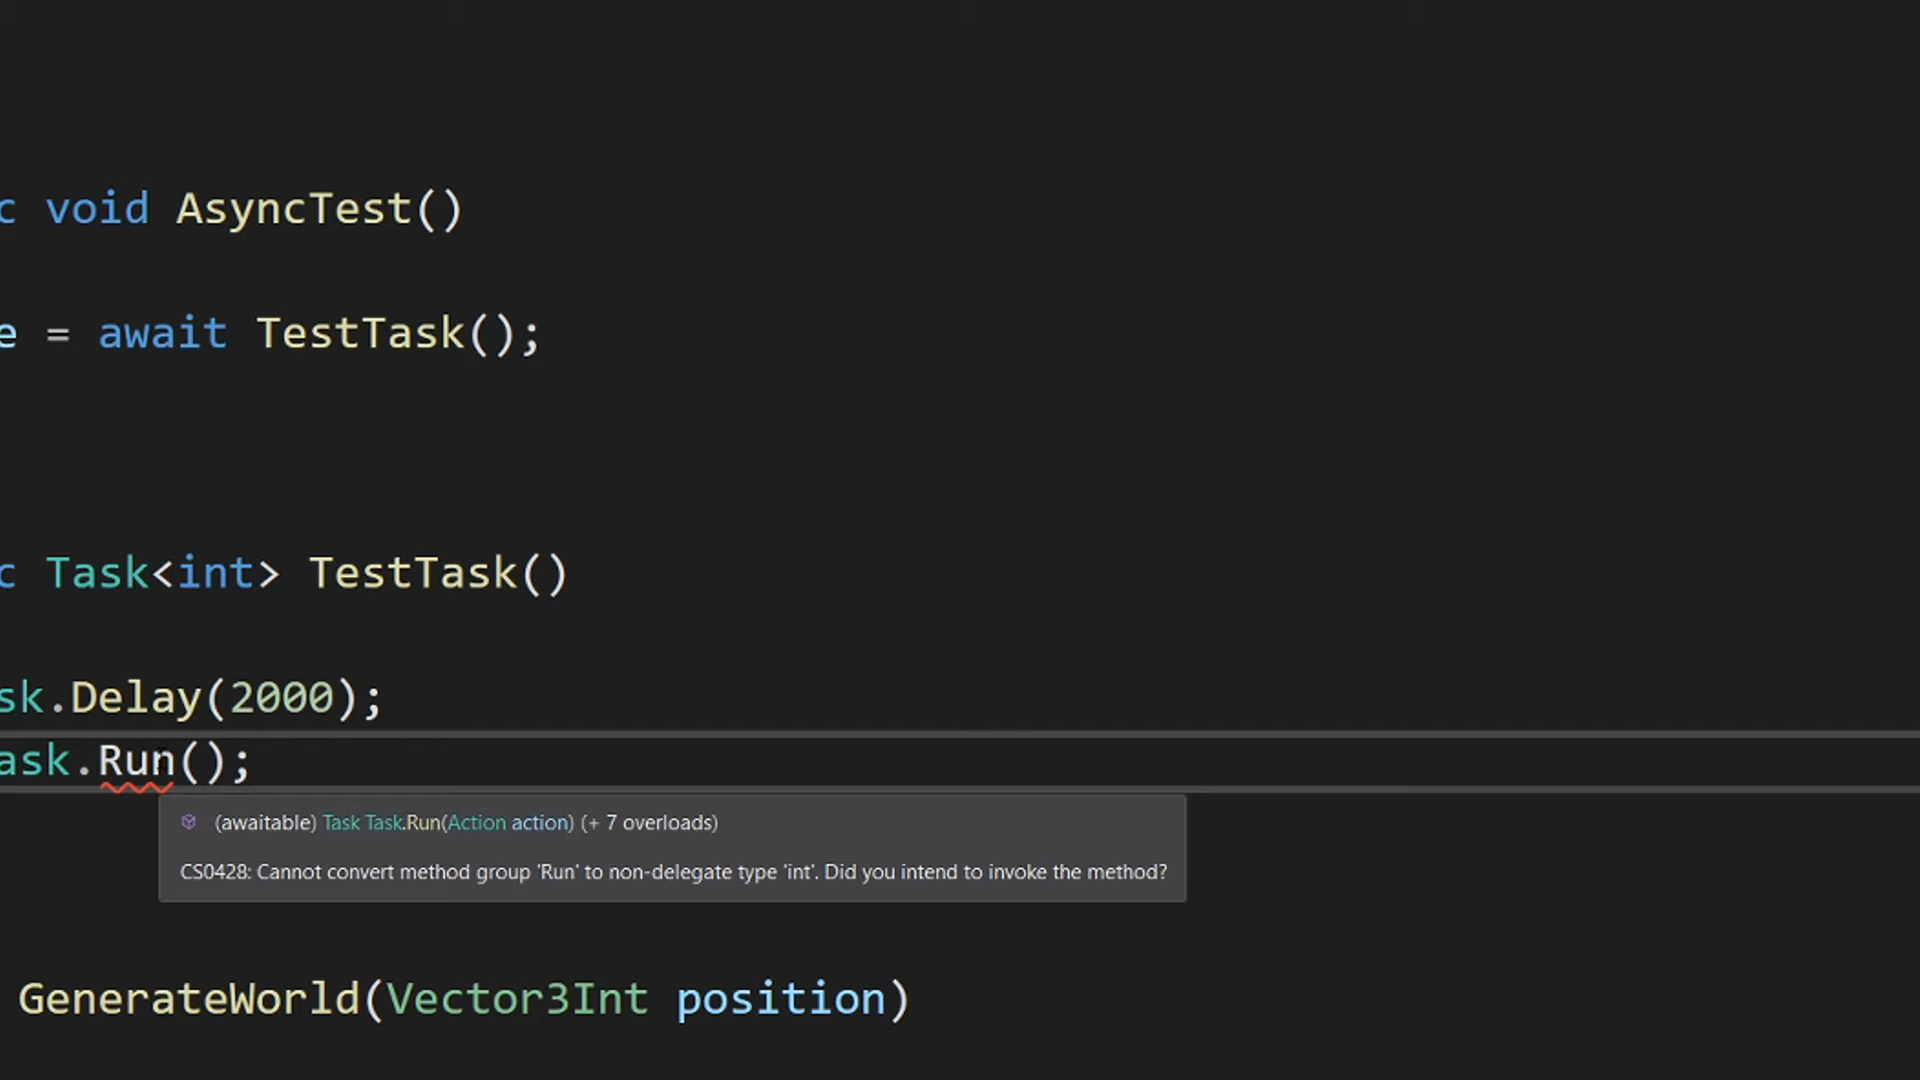 c void AsyncTest()
e = await TestTask();
c Task<int> TestTask()
sk.Delay(2000);
ask.Run();
(awaitable) Task Task.Run(Action action) (+ 7 overloads)
CS0428: Cannot convert method group 'Run' to non-delegate type 'int'. Did you intend to invoke the method?
GenerateWorld(Vector3Int position)